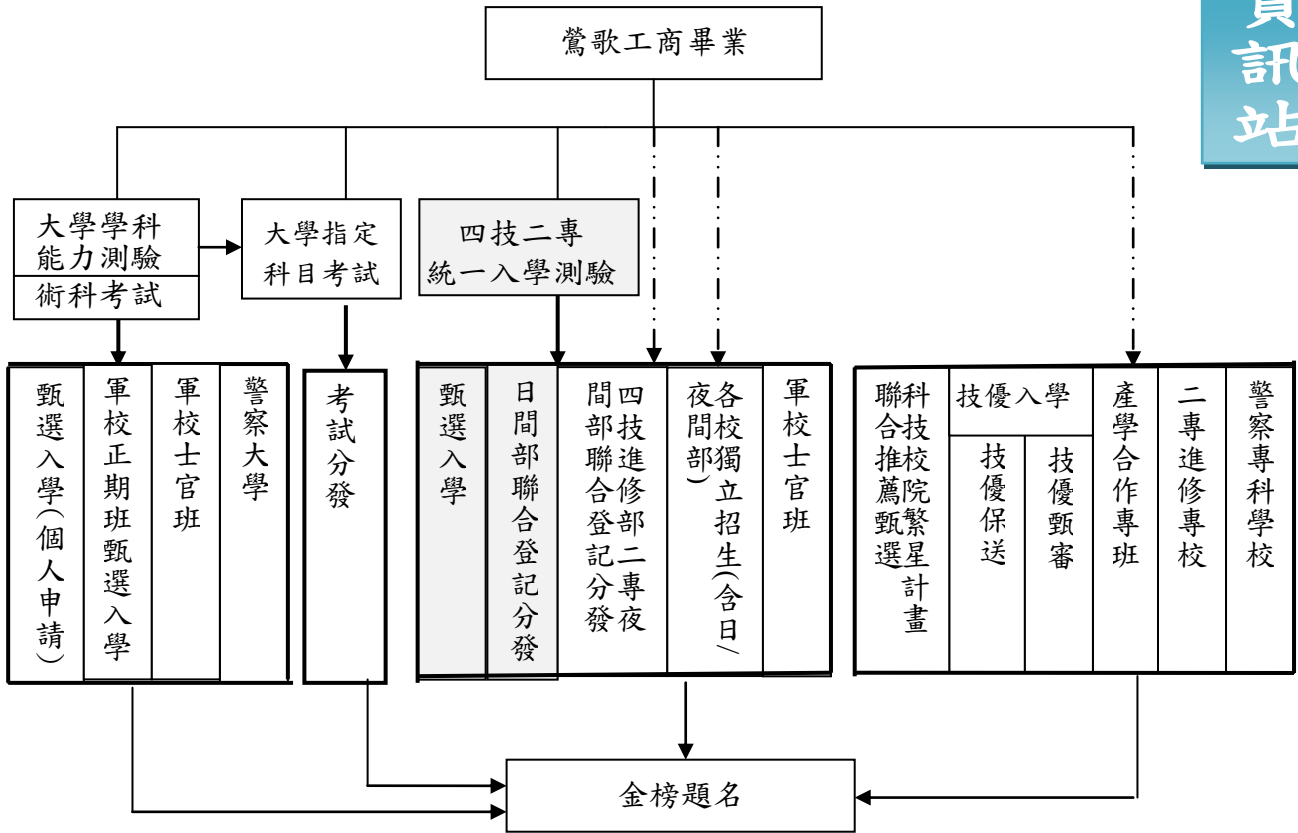 資訊站
鶯歌工商畢業
大學學科
能力測驗
術科考試
大學指定
科目考試
四技二專
統一入學測驗
甄選入學(個人申請)
軍校正期班甄選入學
軍校士官班
警察大學
考試分發
甄選入學
日間部聯合登記分發
四技進修部二專夜
間部聯合登記分發
各校獨立招生(含日/
夜間部)
軍校士官班
科技校院繁星計畫
聯合推薦甄選
技優入學
技優保送
技優甄審
產學合作專班
二專進修專校
警察專科學校
金榜題名